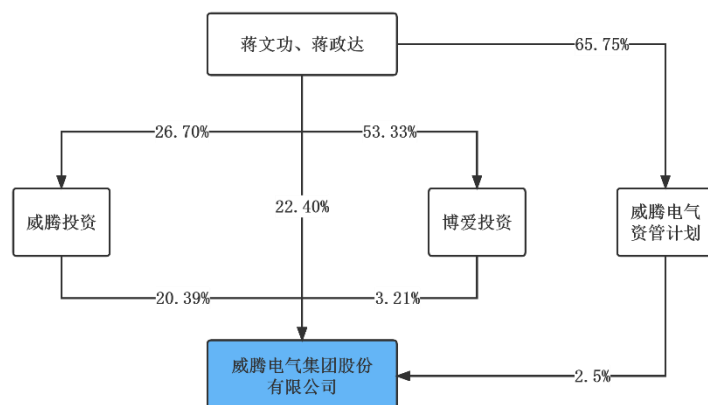 蒋文功、蒋政达
65.75%
26.70%
53.33%
威腾投资
22.40%
博爱投资
威腾电气
资管计划
20.39%
3.21%
威腾电气集团股份
有限公司
2.5%